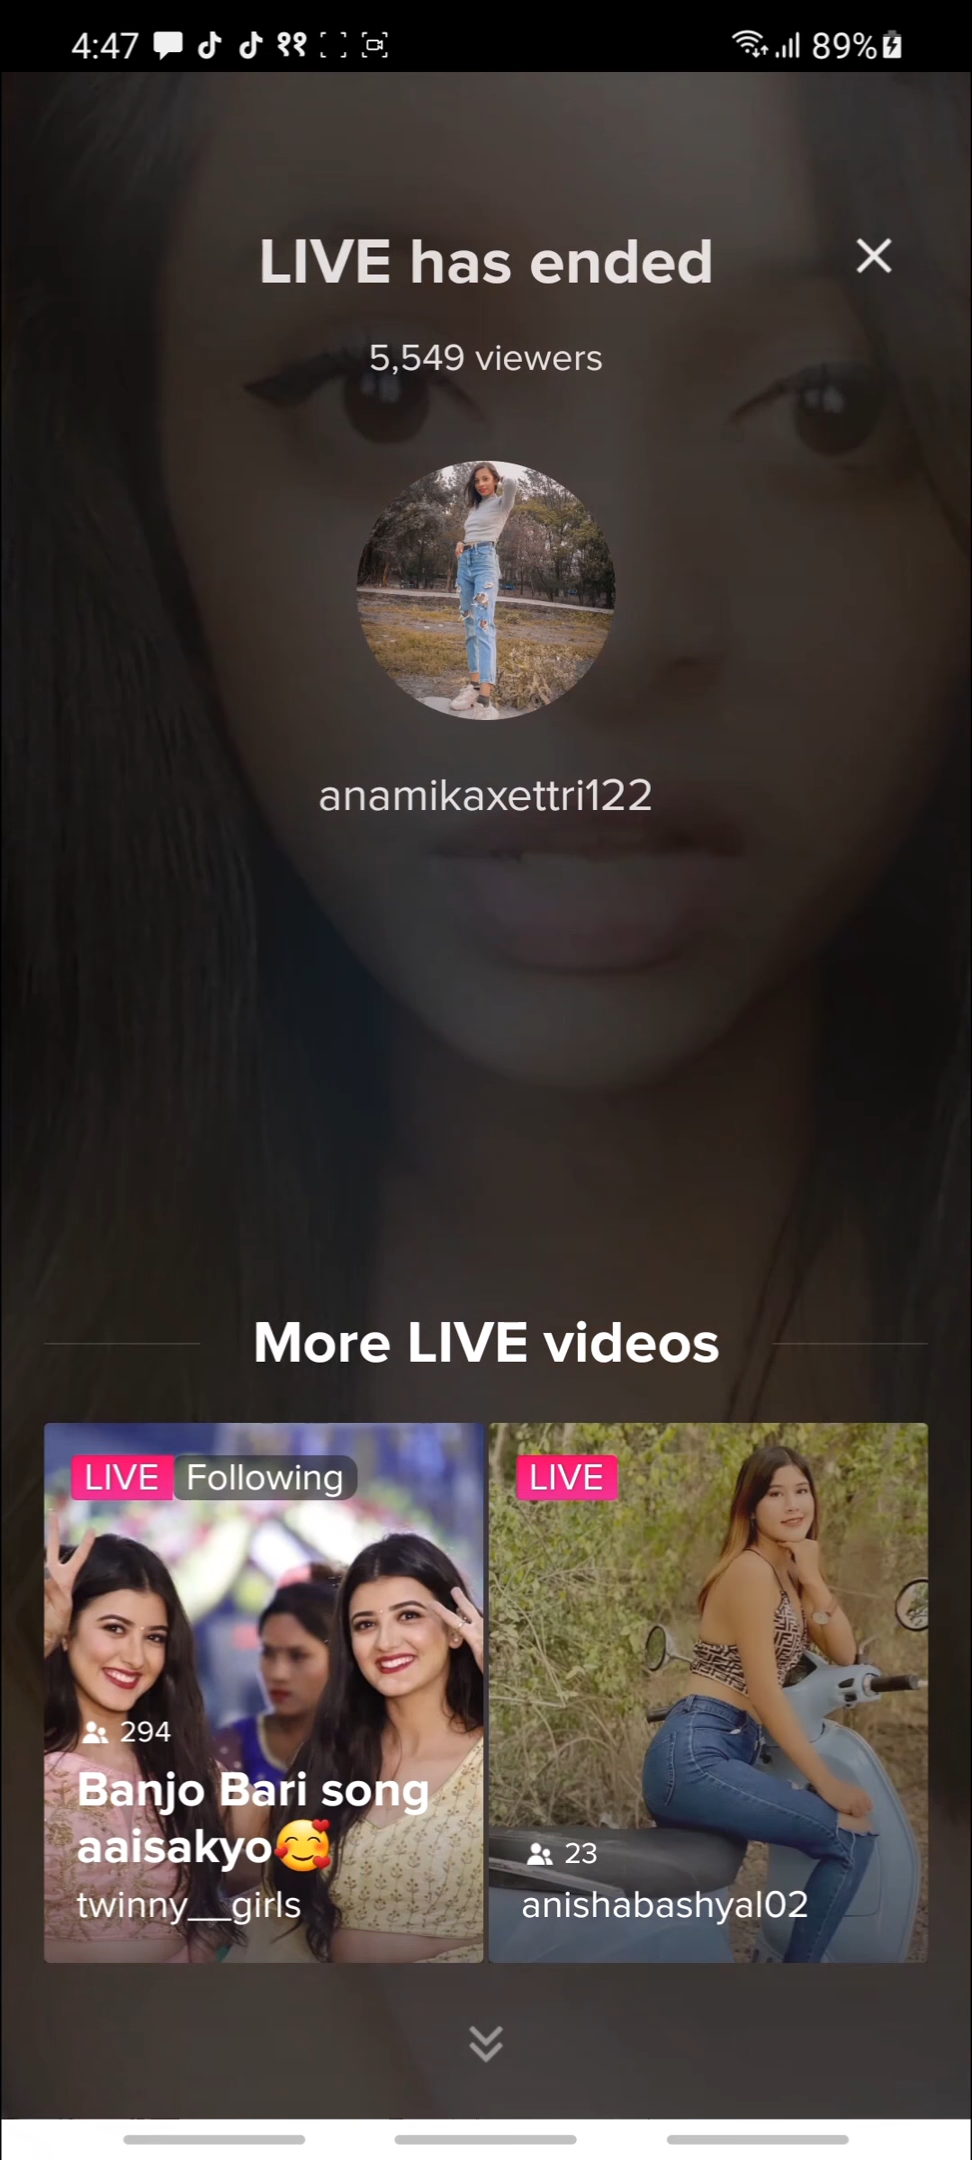 4:47 ११ 89%
LIVE has ended
5,549 viewers
anamikaxettri122
More LIVE videos
LIVE Following
LIVE
294
Banjo Bari song
aaisakyo🥰
twinny__girls
23
anishabashyal02